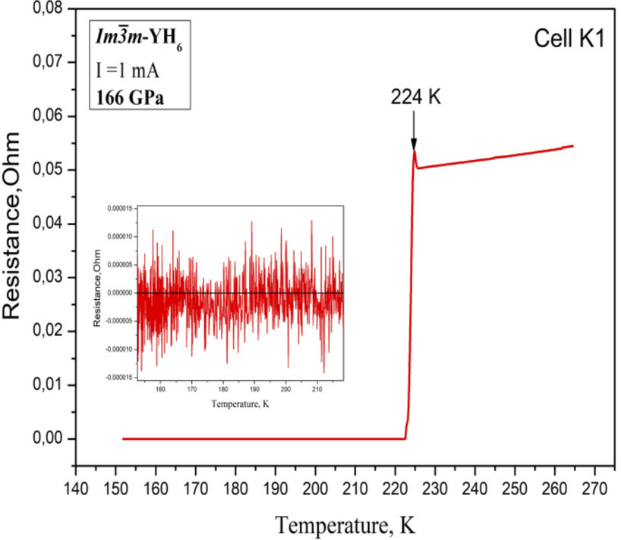 0,08
0,07
0,06
0,05
0,04
0,03
0,02
0,01
0,00
Resistance,Ohm
Im3̅m-YH₆
I =1 mA
166 GPa
Cell K1
224 K
0.000015
0.000010
0.000005
0.000000
-0.000005
-0.000010
-0.000015
Resistance,Ohm
160 170 180 190 200 210
Temperature, K
140 150 160 170 180 190 200 210 220 230 240 250 260 270
Temperature, K